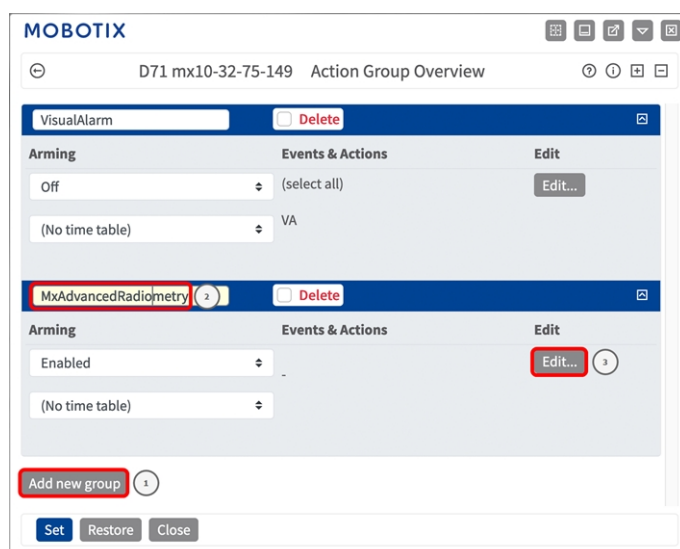 MOBOTIX
D71 mx10-32-75-149 Action Group Overview
VisualAlarm Delete
Arming Events & Actions Edit
Off (select all) Edit...
(No time table) VA
MxAdvancedRadiometry 2 Delete
Arming Events & Actions Edit
Enabled - Edit... 3
(No time table)
Add new group 1
Set Restore Close